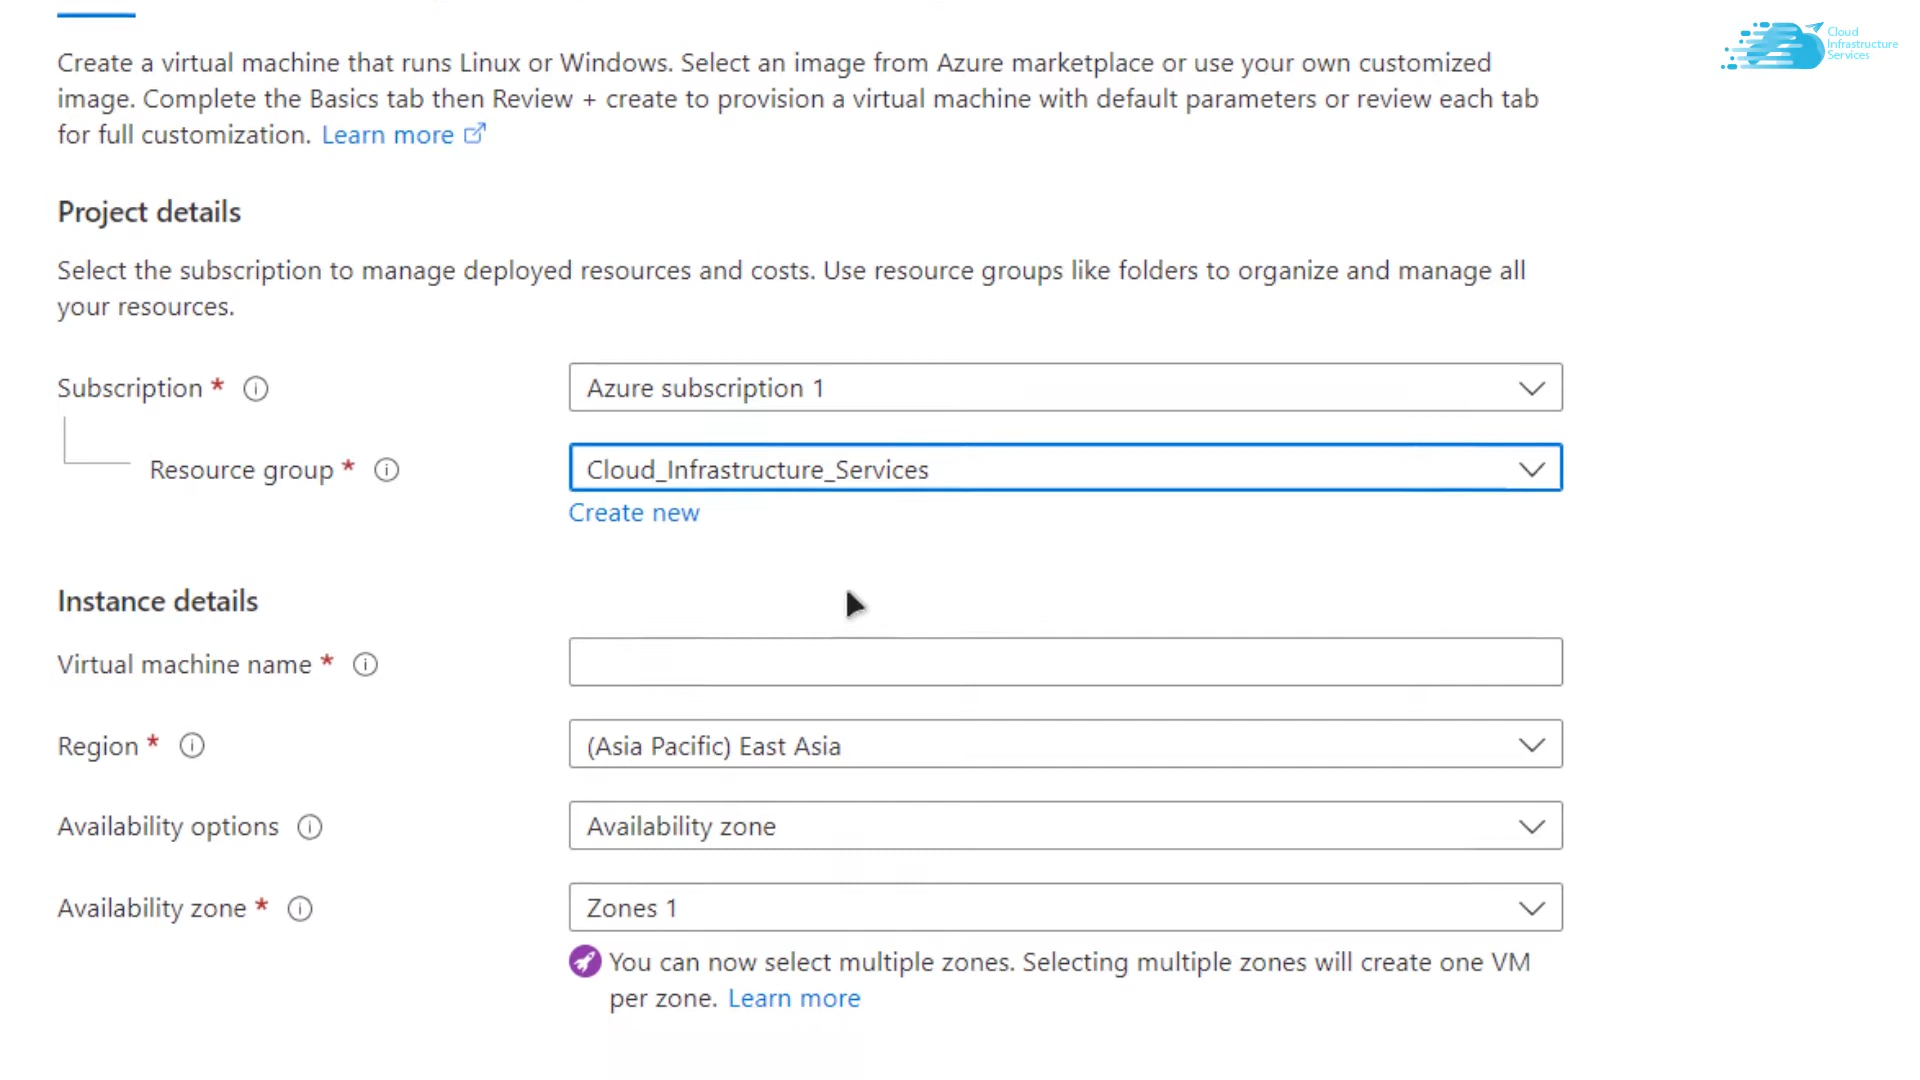 Cloud
Infrastructure
Services
Create a virtual machine that runs Linux or Windows. Select an image from Azure marketplace or use your own customized
image. Complete the Basics tab then Review + create to provision a virtual machine with default parameters or review each tab
for full customization. Learn more
Project details
Select the subscription to manage deployed resources and costs. Use resource groups like folders to organize and manage all
your resources.
Subscription *
Azure subscription 1
Resource group *
Cloud_Infrastructure_Services
Create new
Instance details
Virtual machine name *
Region *
(Asia Pacific) East Asia
Availability options
Availability zone
Availability zone *
Zones 1
You can now select multiple zones. Selecting multiple zones will create one VM
per zone. Learn more